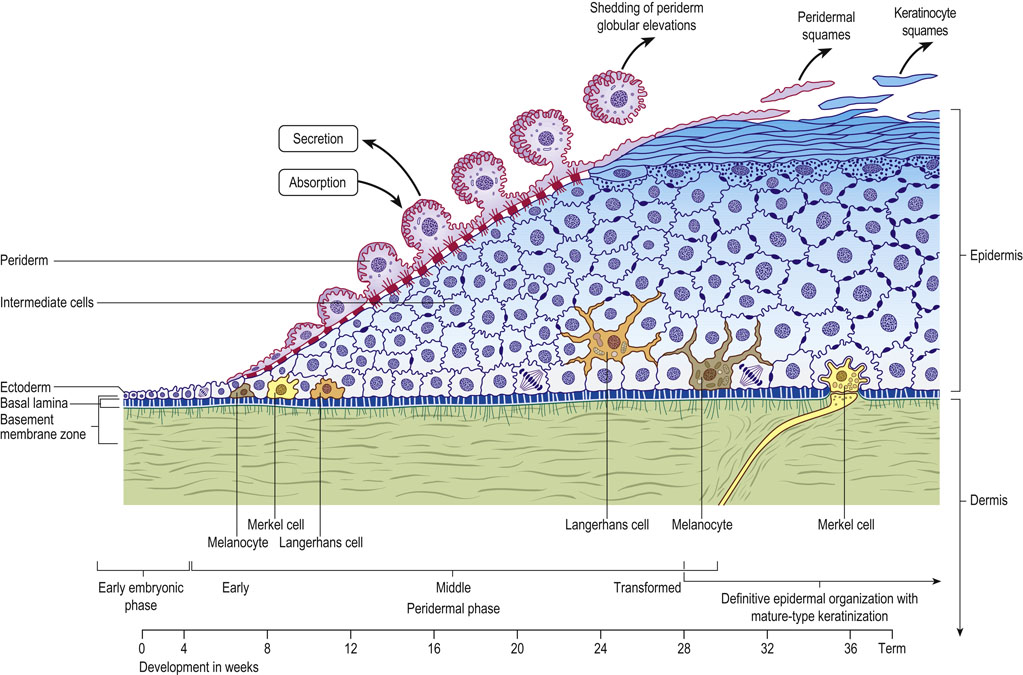 Shedding of periderm
globular elevations
Peridermal
squames
Keratinocyte
squames
Secretion
Absorption
Periderm
Epidermis
Intermediate cells
Ectoderm
Basal lamina
Basement
membrane zone
Dermis
Merkel cell
Langerhans cell
Melanocyte
Merkel cell
Melanocyte
Langerhans cell
Early embryonic
phase
Early
Middle
Transformed
Peridermal phase
Definitive epidermal organization with
mature-type keratinization
0 4 8 12 16 20 24 28 32 36 Term
Development in weeks